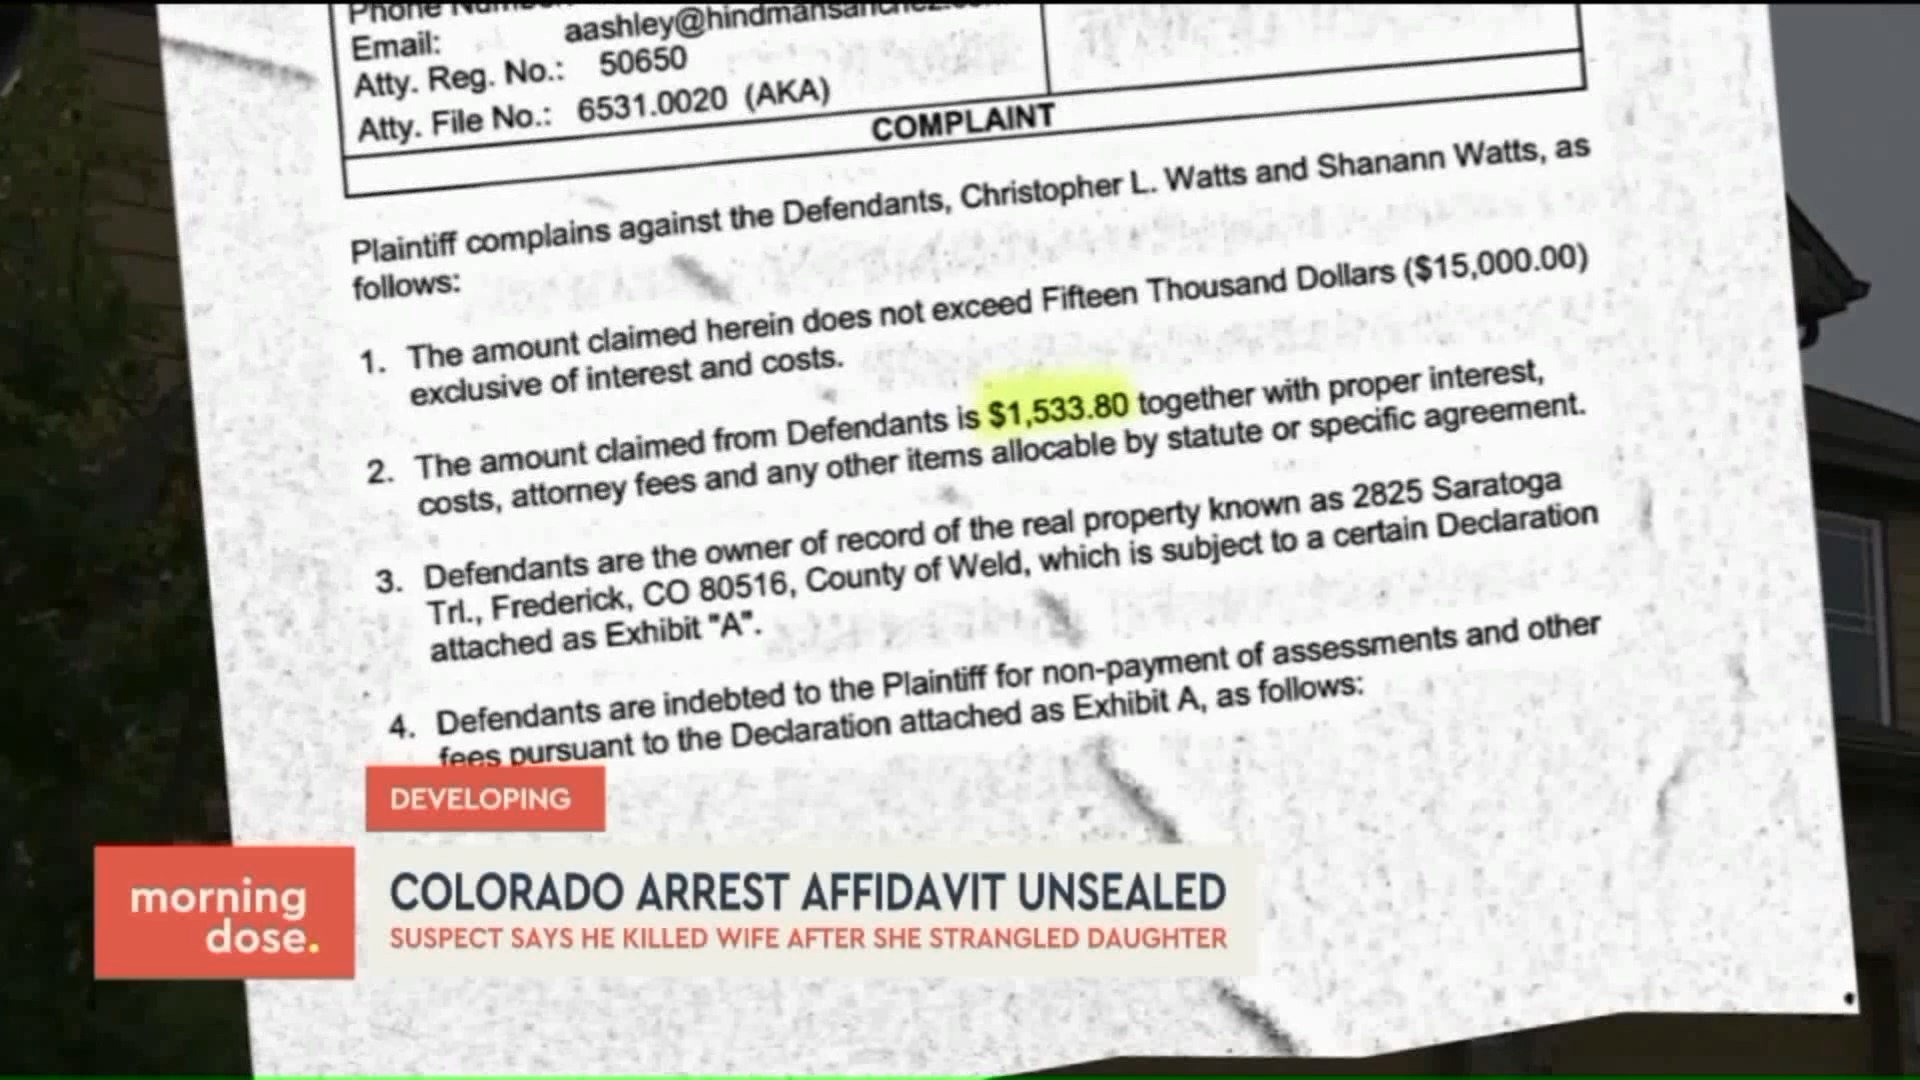 Phone
Email: aashley@hindmansanchez.com
Atty. Reg. No.: 50650
Atty. File No.: 6531.0020 (AKA)
COMPLAINT
Plaintiff complains against the Defendants, Christopher L. Watts and Shanann Watts, as
follows:
1. The amount claimed herein does not exceed Fifteen Thousand Dollars ($15,000.00)
exclusive of interest and costs.
2. The amount claimed from Defendants is $1,533.80 together with proper interest,
costs, attorney fees and any other items allocable by statute or specific agreement.
3. Defendants are the owner of record of the real property known as 2825 Saratoga
Trl., Frederick, CO 80516, County of Weld, which is subject to a certain Declaration
attached as Exhibit "A".
4. Defendants are indebted to the Plaintiff for non-payment of assessments and other
fees pursuant to the Declaration attached as Exhibit A, as follows:
DEVELOPING
morning
dose.
COLORADO ARREST AFFIDAVIT UNSEALED
SUSPECT SAYS HE KILLED WIFE AFTER SHE STRANGLED DAUGHTER